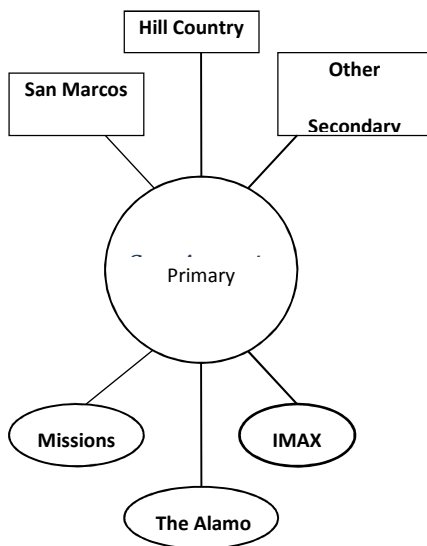 Hill Country
San Marcos
Other
Secondary
Primary
Missions
IMAX
The Alamo